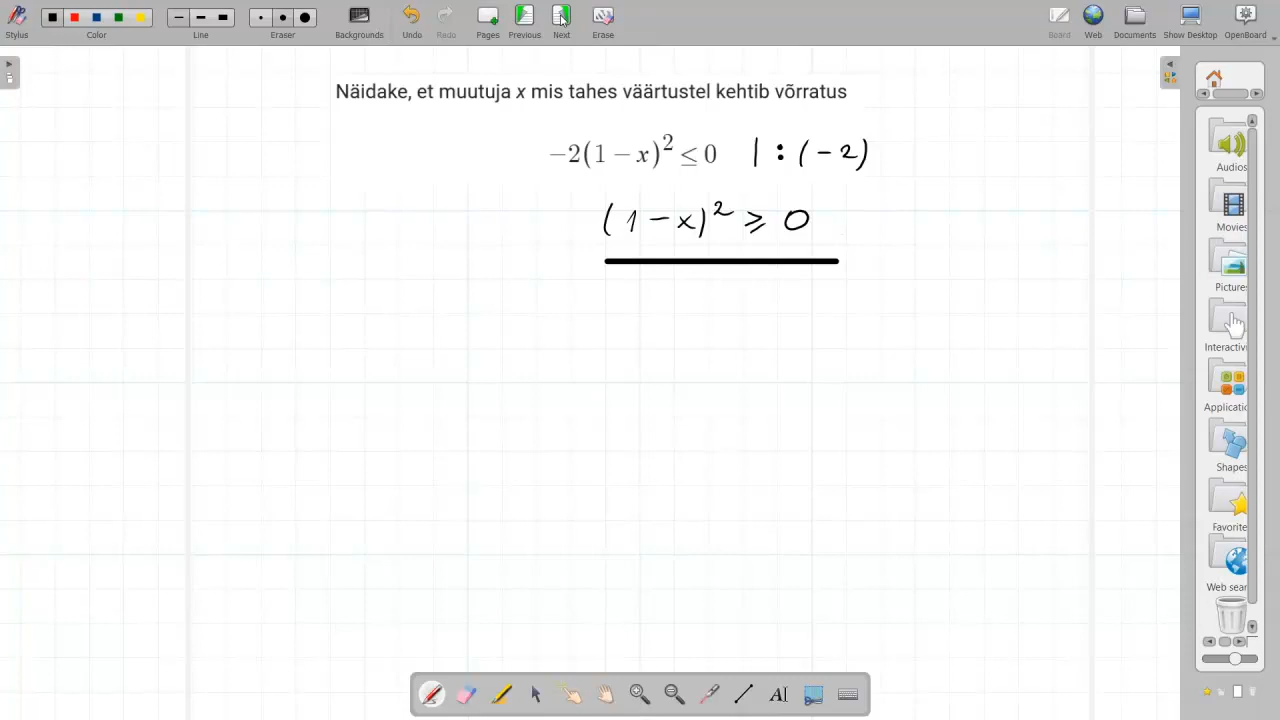 Stylus Color Line Eraser Backgrounds Undo Redo Pages Previous Next Erase Board Web Documents Show Desktop OpenBoard
Näidake, et muutuja x mis tahes väärtustel kehtib võrratus
−2(1 − x)² ≤ 0 | : (−2)
(1 − x)² ⩾ 0
Audios
Movies
Pictures
Interactivi
Applicatio
Shapes
Favorite
Web sear
AI